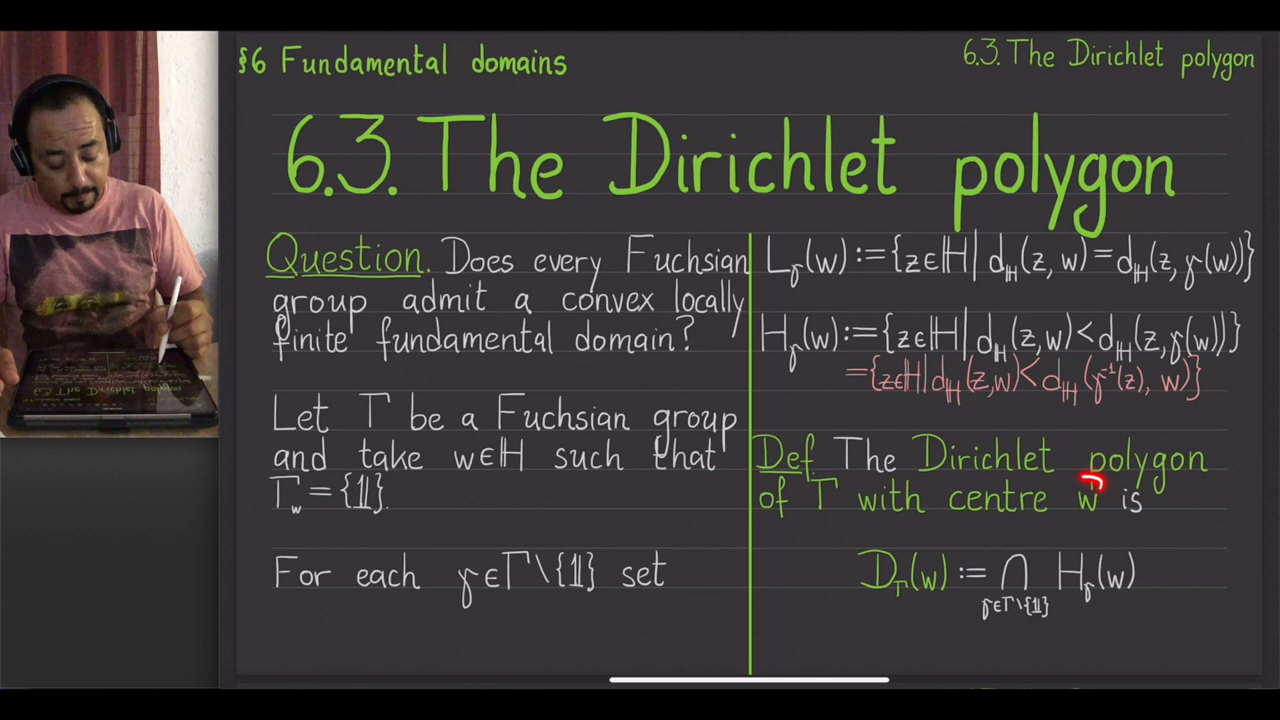 §6 Fundamental domains
6.3. The Dirichlet polygon
6.3. The Dirichlet polygon
Question. Does every Fuchsian
group admit a convex locally
finite fundamental domain?
Let Γ be a Fuchsian group
and take w∈ℍ such that
Γ_w = {𝟙}.
For each γ∈Γ\{𝟙} set
L_γ(w) := {z∈ℍ | d_ℍ(z, w) = d_ℍ(z, γ(w))}
H_γ(w) := {z∈ℍ | d_ℍ(z, w) < d_ℍ(z, γ(w))}
= {z∈ℍ | d_ℍ(z, w) < d_ℍ(γ⁻¹(z), w)}
Def. The Dirichlet polygon
of Γ with centre w is
D_Γ(w) := ⋂_{γ∈Γ\{𝟙}} H_γ(w)